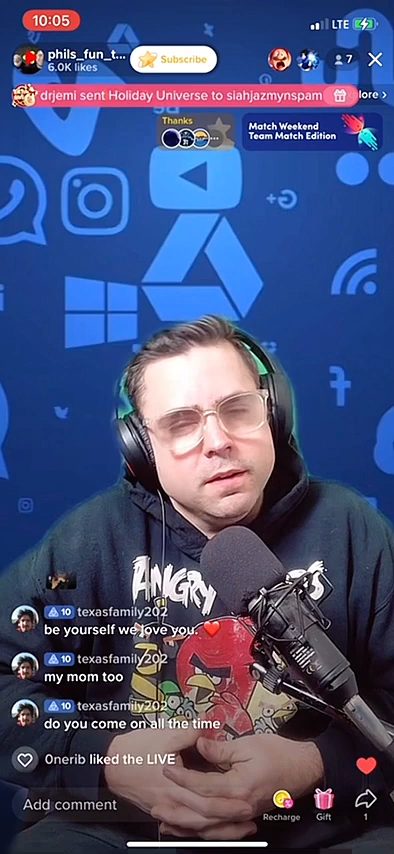 10:05
LTE
phils_fun_t...
6.0K likes
Subscribe
7
drjemi sent Holiday Universe to siahjazmynspam
lore >
Thanks
Match Weekend
Team Match Edition
G+
ANGRY
10 texasfamily202
be yourself we love you. ❤️
10 texasfamily202
my mom too
10 texasfamily202
do you come on all the time
0nerib liked the LIVE
Add comment
Recharge
Gift
1